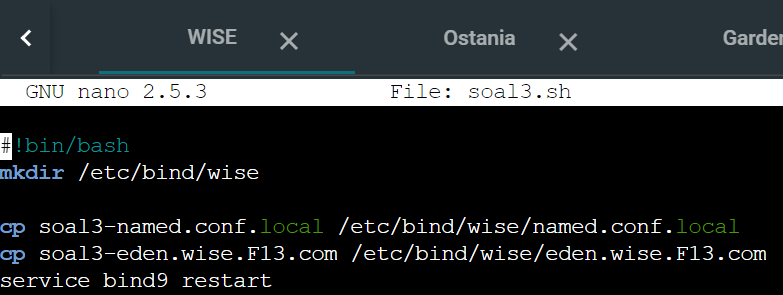 WISE × Ostania × Garder
GNU nano 2.5.3 File: soal3.sh
#!bin/bash
mkdir /etc/bind/wise
cp soal3-named.conf.local /etc/bind/wise/named.conf.local
cp soal3-eden.wise.F13.com /etc/bind/wise/eden.wise.F13.com
service bind9 restart